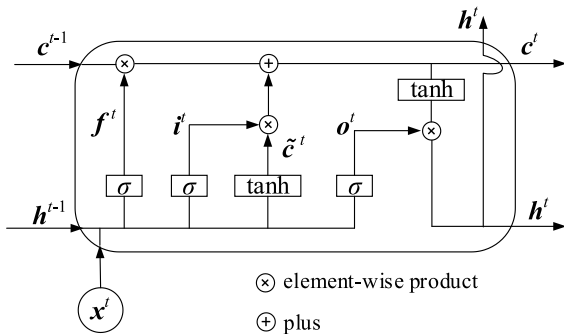 h^t
c^{t-1}
c^t
tanh
f^t
i^t
o^t
c̃^t
σ
σ
tanh
σ
h^{t-1}
h^t
x^t
element-wise product
plus